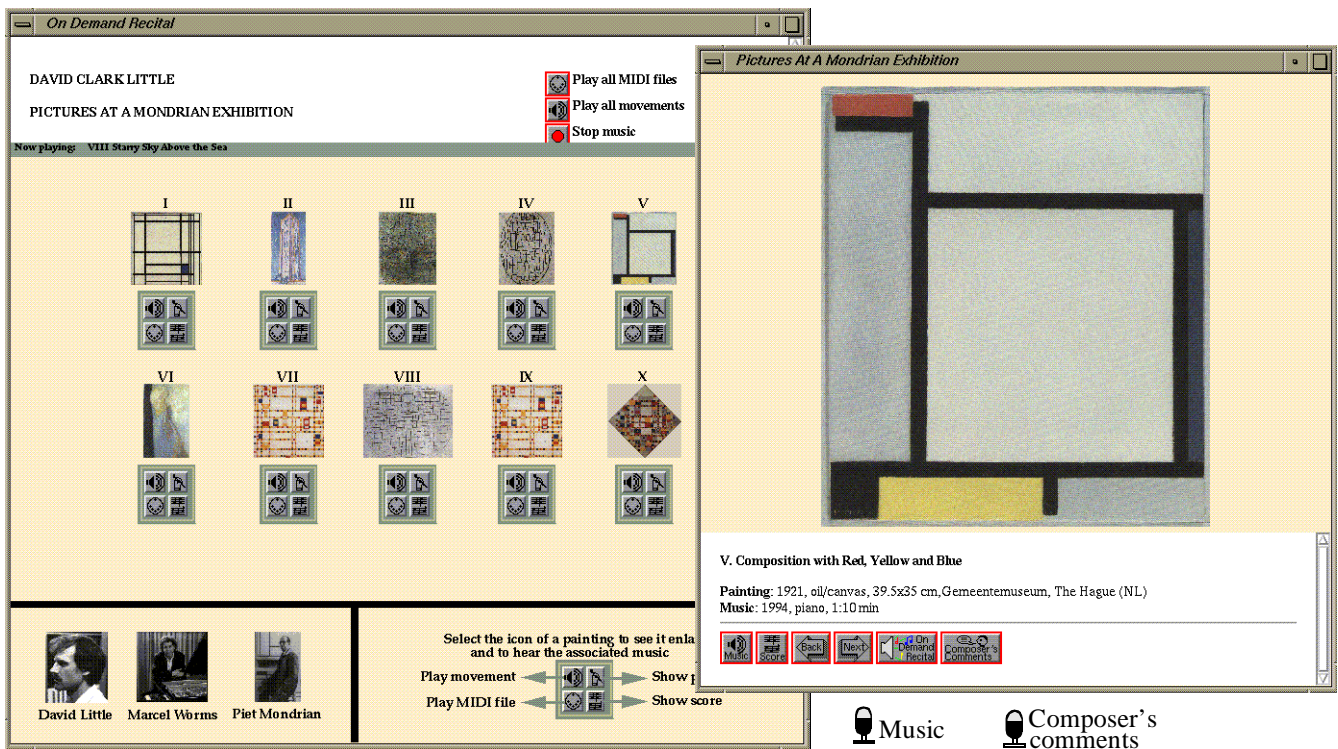 On Demand Recital
DAVID CLARK LITTLE
PICTURES AT A MONDRIAN EXHIBITION
Play all MIDI files
Play all movements
Stop music
Now playing: VIII Starry Sky Above the Sea
I II III IV V
VI VII VIII IX X
David Little Marcel Worms Piet Mondrian
Select the icon of a painting to see it
and to hear the associated music
Play movement Show
Play MIDI file Show score
Pictures At A Mondrian Exhibition
V. Composition with Red, Yellow and Blue
Painting: 1921, oil/canvas, 39.5x35 cm,Gemeentemuseum, The Hague (NL)
Music: 1994, piano, 1:10 min
Music Score Back Next On Demand Recital Composer's Comments
Music
Composer's
comments